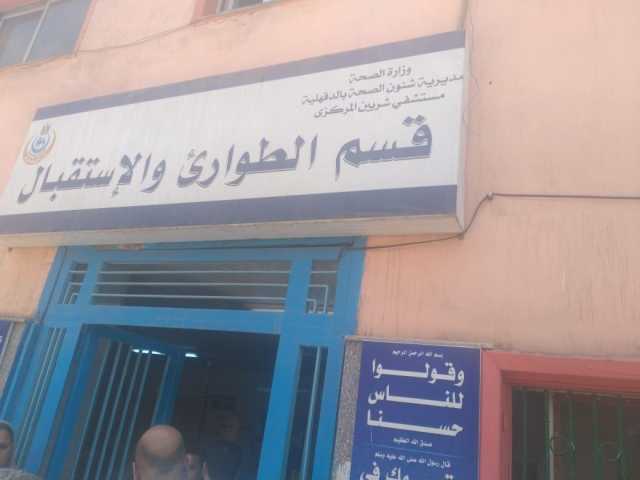 وزارة الصحة
مديرية شئون الصحة بالدقهلية
مستشفى شربين المركزى
قسم الطوارئ والإستقبال
بسم الله الرحمن الرحيم
وقولوا
للناس
حسنا
صدق الله العظيم
قال رسول الله صلى الله عليه وسلم